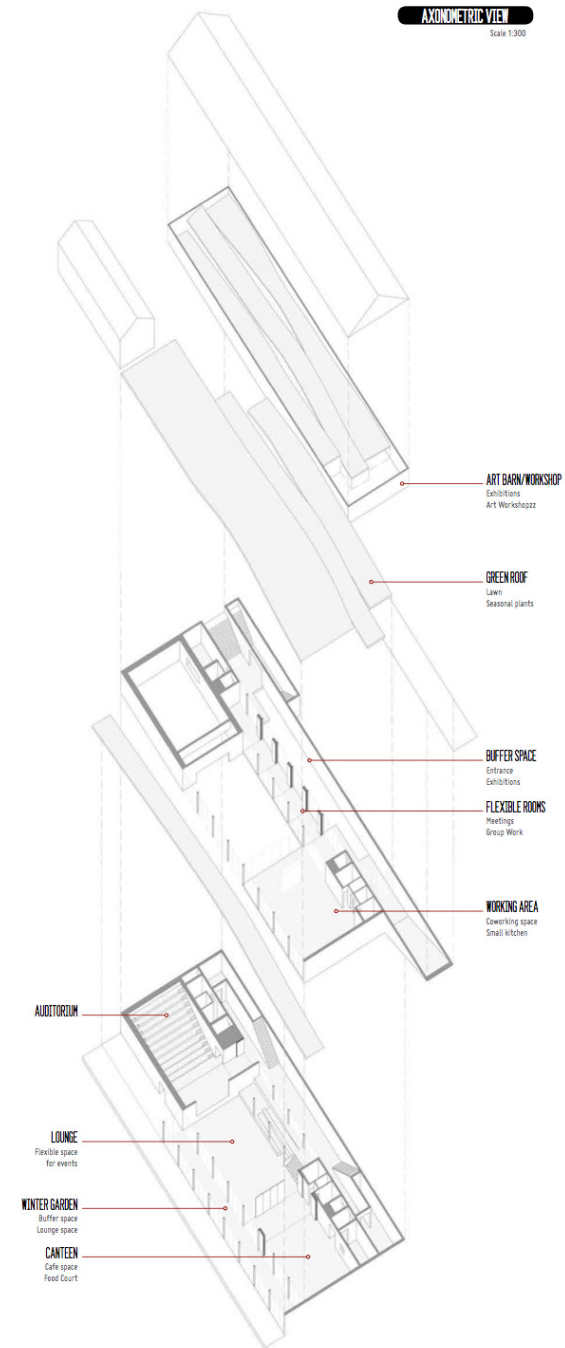 AXONOMETRIC VIEW
Scale 1:300
ART BARN/WORKSHOP
Exhibitions
Art Workshopzz
GREEN ROOF
Lawn
Seasonal plants
BUFFER SPACE
Entrance
Exhibitions
FLEXIBLE ROOMS
Meetings
Group Work
WORKING AREA
Coworking space
Small kitchen
AUDITORIUM
LOUNGE
Flexible space
for events
WINTER GARDEN
Buffer space
Lounge space
CANTEEN
Cafe space
Food Court